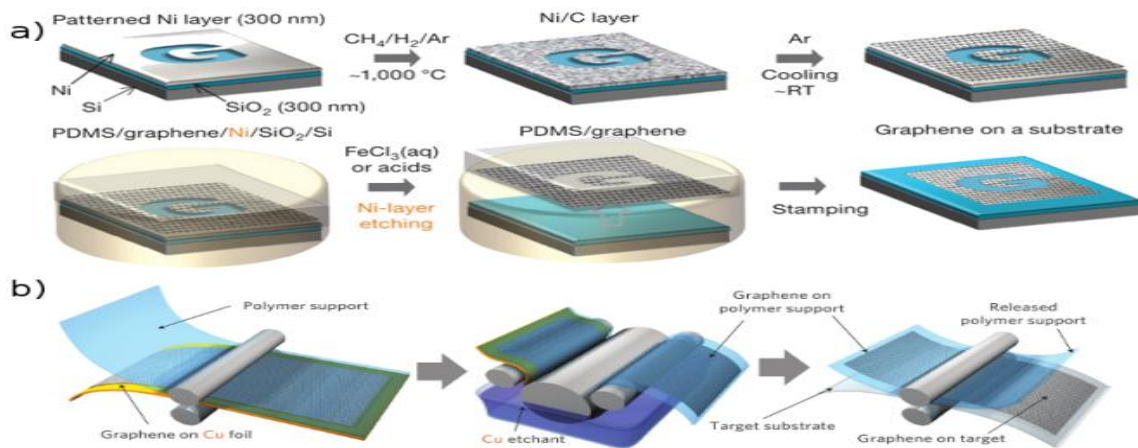 a)
Patterned Ni layer (300 nm)
Ni
Si
SiO₂ (300 nm)
CH₄/H₂/Ar
~1,000 °C
Ni/C layer
Ar
Cooling
~RT
PDMS/graphene/Ni/SiO₂/Si
FeCl₃(aq)
or acids
Ni-layer
etching
PDMS/graphene
Stamping
Graphene on a substrate
b)
Polymer support
Graphene on Cu foil
Cu etchant
Graphene on
polymer support
Target substrate
Released
polymer support
Graphene on target